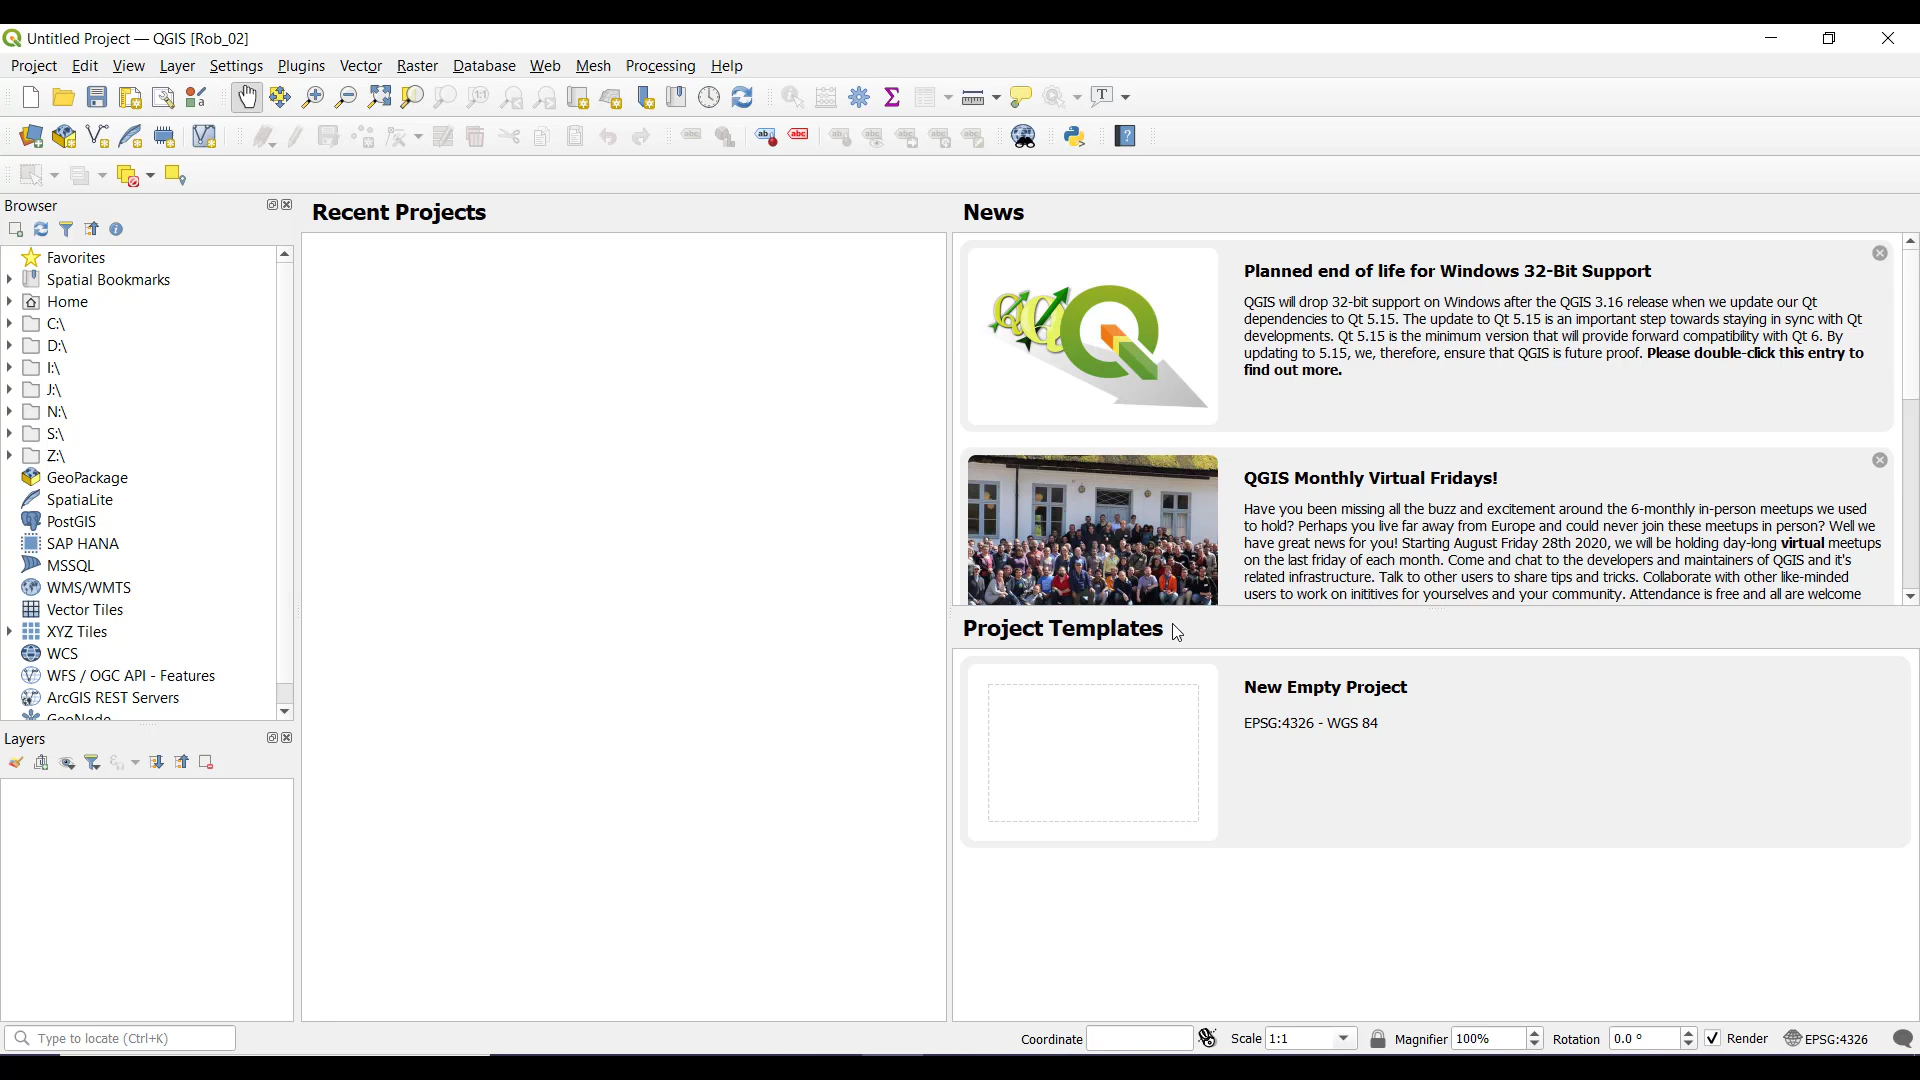 Untitled Project — QGIS [Rob_02]
Project Edit View Layer Settings Plugins Vector Raster Database Web Mesh Processing Help
Browser
Favorites
Spatial Bookmarks
Home
C:\
D:\
I:\
J:\
N:\
S:\
Z:\
GeoPackage
SpatiaLite
PostGIS
SAP HANA
MSSQL
WMS/WMTS
Vector Tiles
XYZ Tiles
WCS
WFS / OGC API - Features
ArcGIS REST Servers
GeoNode
Layers
Type to locate (Ctrl+K)
Recent Projects
News
Planned end of life for Windows 32-Bit Support
QGIS will drop 32-bit support on Windows after the QGIS 3.16 release when we update our Qt
dependencies to Qt 5.15. The update to Qt 5.15 is an important step towards staying in sync with Qt
developments. Qt 5.15 is the minimum version that will provide forward compatibility with Qt 6. By
updating to 5.15, we, therefore, ensure that QGIS is future proof. Please double-click this entry to
find out more.
QGIS Monthly Virtual Fridays!
Have you been missing all the buzz and excitement around the 6-monthly in-person meetups we used
to hold? Perhaps you live far away from Europe and could never join these meetups in person? Well we
have great news for you! Starting August Friday 28th 2020, we will be holding day-long virtual meetups
on the last friday of each month. Come and chat to the developers and maintainers of QGIS and it's
related infrastructure. Talk to other users to share tips and tricks. Collaborate with other like-minded
users to work on inititives for yourselves and your community. Attendance is free and all are welcome
Project Templates
New Empty Project
EPSG:4326 - WGS 84
Coordinate Scale 1:1 Magnifier 100% Rotation 0.0 ° Render EPSG:4326